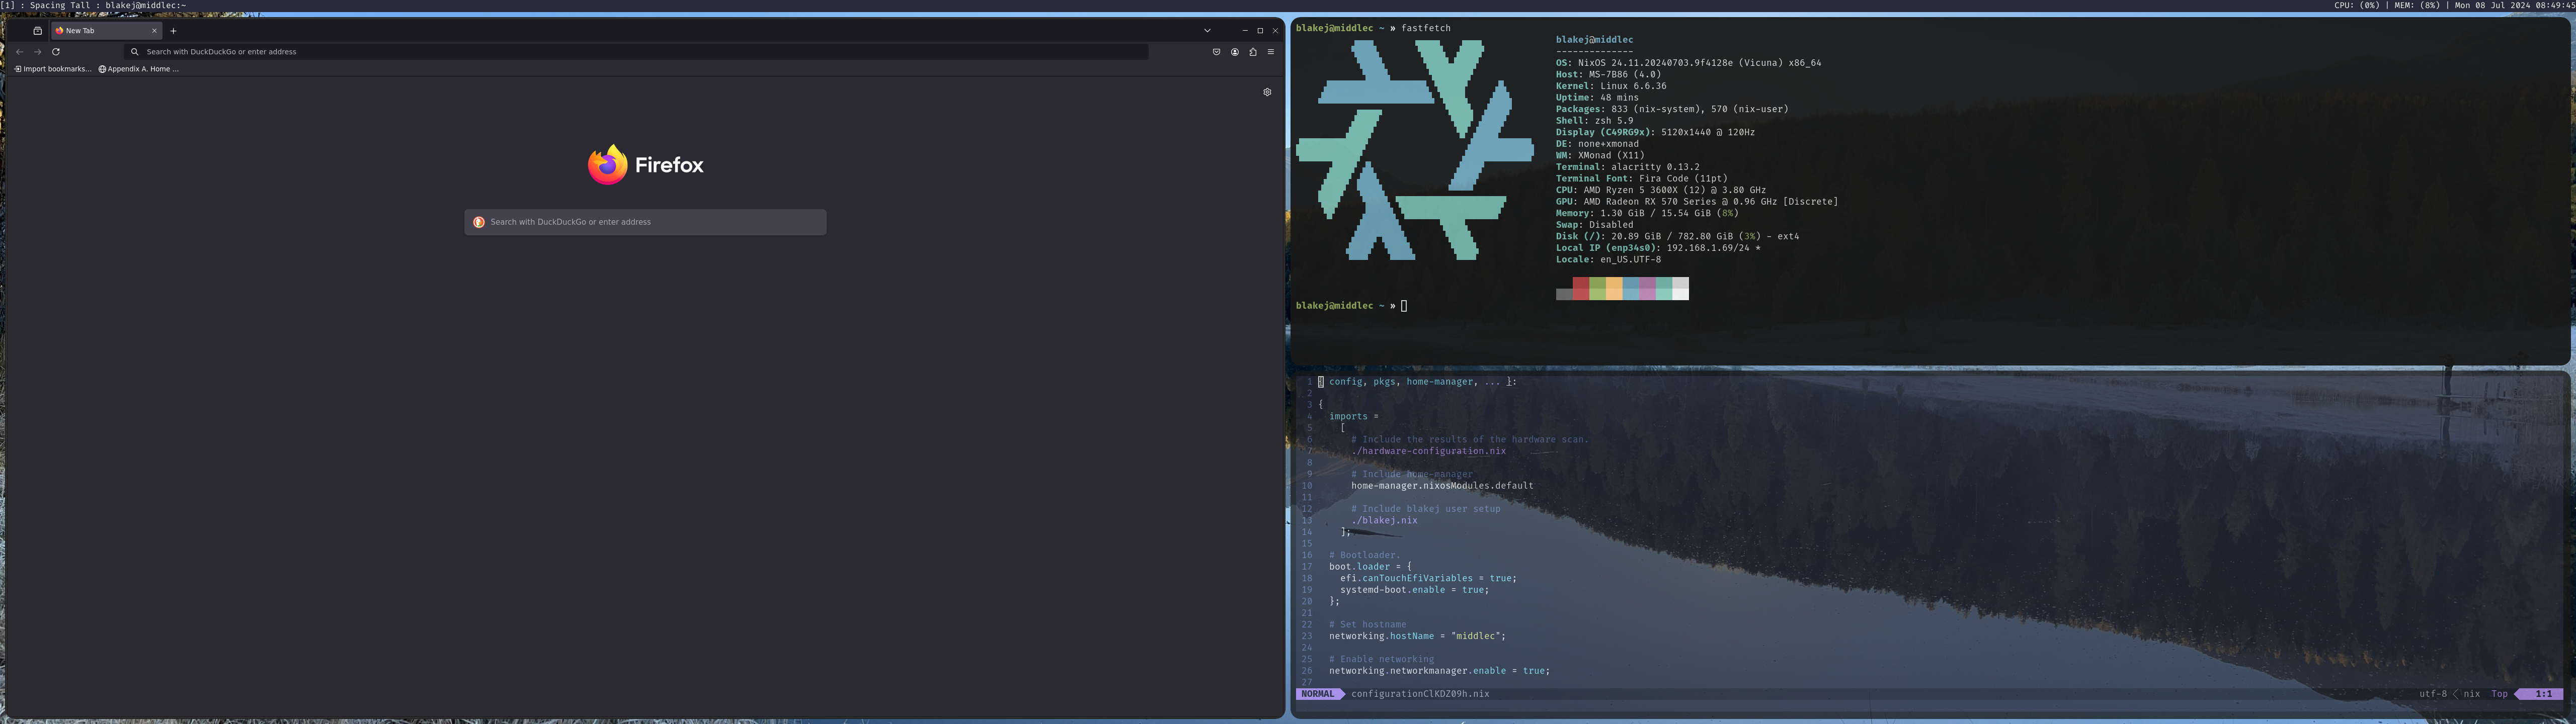 [1] : Spacing Tall : blakej@middlec:~
CPU: (0%) | MEM: (8%) | Mon 08 Jul 2024 08:49:45
New Tab
Search with DuckDuckGo or enter address
Import bookmarks...
Appendix A. Home ...
Firefox
Search with DuckDuckGo or enter address
blakej@middlec ~ » fastfetch
blakej@middlec
--------------
OS: NixOS 24.11.20240703.9f4128e (Vicuna) x86_64
Host: MS-7B86 (4.0)
Kernel: Linux 6.6.36
Uptime: 48 mins
Packages: 833 (nix-system), 570 (nix-user)
Shell: zsh 5.9
Display (C49RG9x): 5120x1440 @ 120Hz
DE: none+xmonad
WM: XMonad (X11)
Terminal: alacritty 0.13.2
Terminal Font: Fira Code (11pt)
CPU: AMD Ryzen 5 3600X (12) @ 3.80 GHz
GPU: AMD Radeon RX 570 Series @ 0.96 GHz [Discrete]
Memory: 1.30 GiB / 15.54 GiB (8%)
Swap: Disabled
Disk (/): 20.89 GiB / 782.80 GiB (3%) - ext4
Local IP (enp34s0): 192.168.1.69/24 *
Locale: en_US.UTF-8
blakej@middlec ~ »
1 { config, pkgs, home-manager, ... }:
2
3 {
4   imports =
5     [
6       # Include the results of the hardware scan.
7       ./hardware-configuration.nix
8
9       # Include home-manager
10       home-manager.nixosModules.default
11
12       # Include blakej user setup
13       ./blakej.nix
14     ];
15
16   # Bootloader.
17   boot.loader = {
18     efi.canTouchEfiVariables = true;
19     systemd-boot.enable = true;
20   };
21
22   # Set hostname
23   networking.hostName = "middlec";
24
25   # Enable networking
26   networking.networkmanager.enable = true;
27
NORMAL configurationClKDZ09h.nix utf-8 < nix Top 1:1